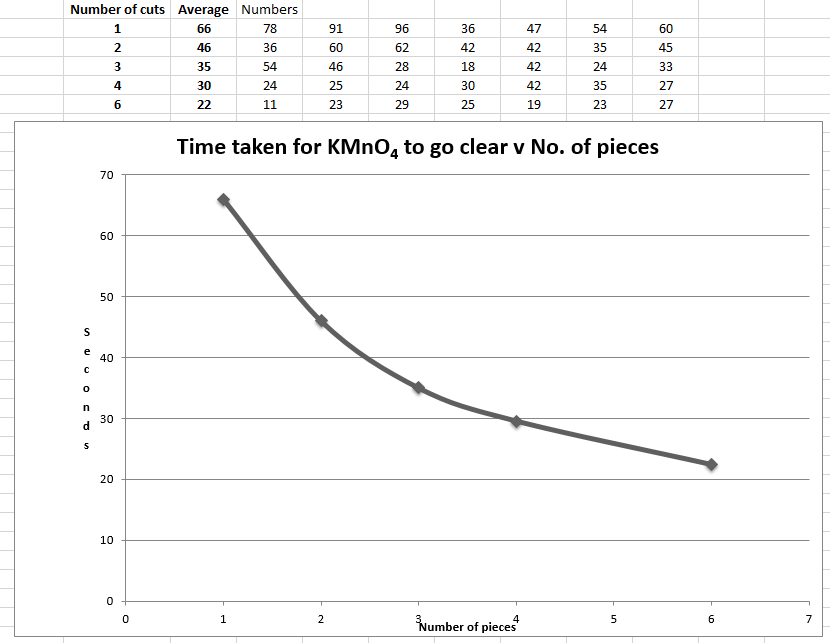 Number of cuts Average Numbers
1 66 78 91 96 36 47 54 60
2 46 36 60 62 42 42 35 45
3 35 54 46 28 18 42 24 33
4 30 24 25 24 30 42 35 27
6 22 11 23 29 25 19 23 27
Time taken for KMnO₄ to go clear v No. of pieces
70
60
50
40
30
20
10
0
Seconds
0 1 2 3 4 5 6 7
Number of pieces